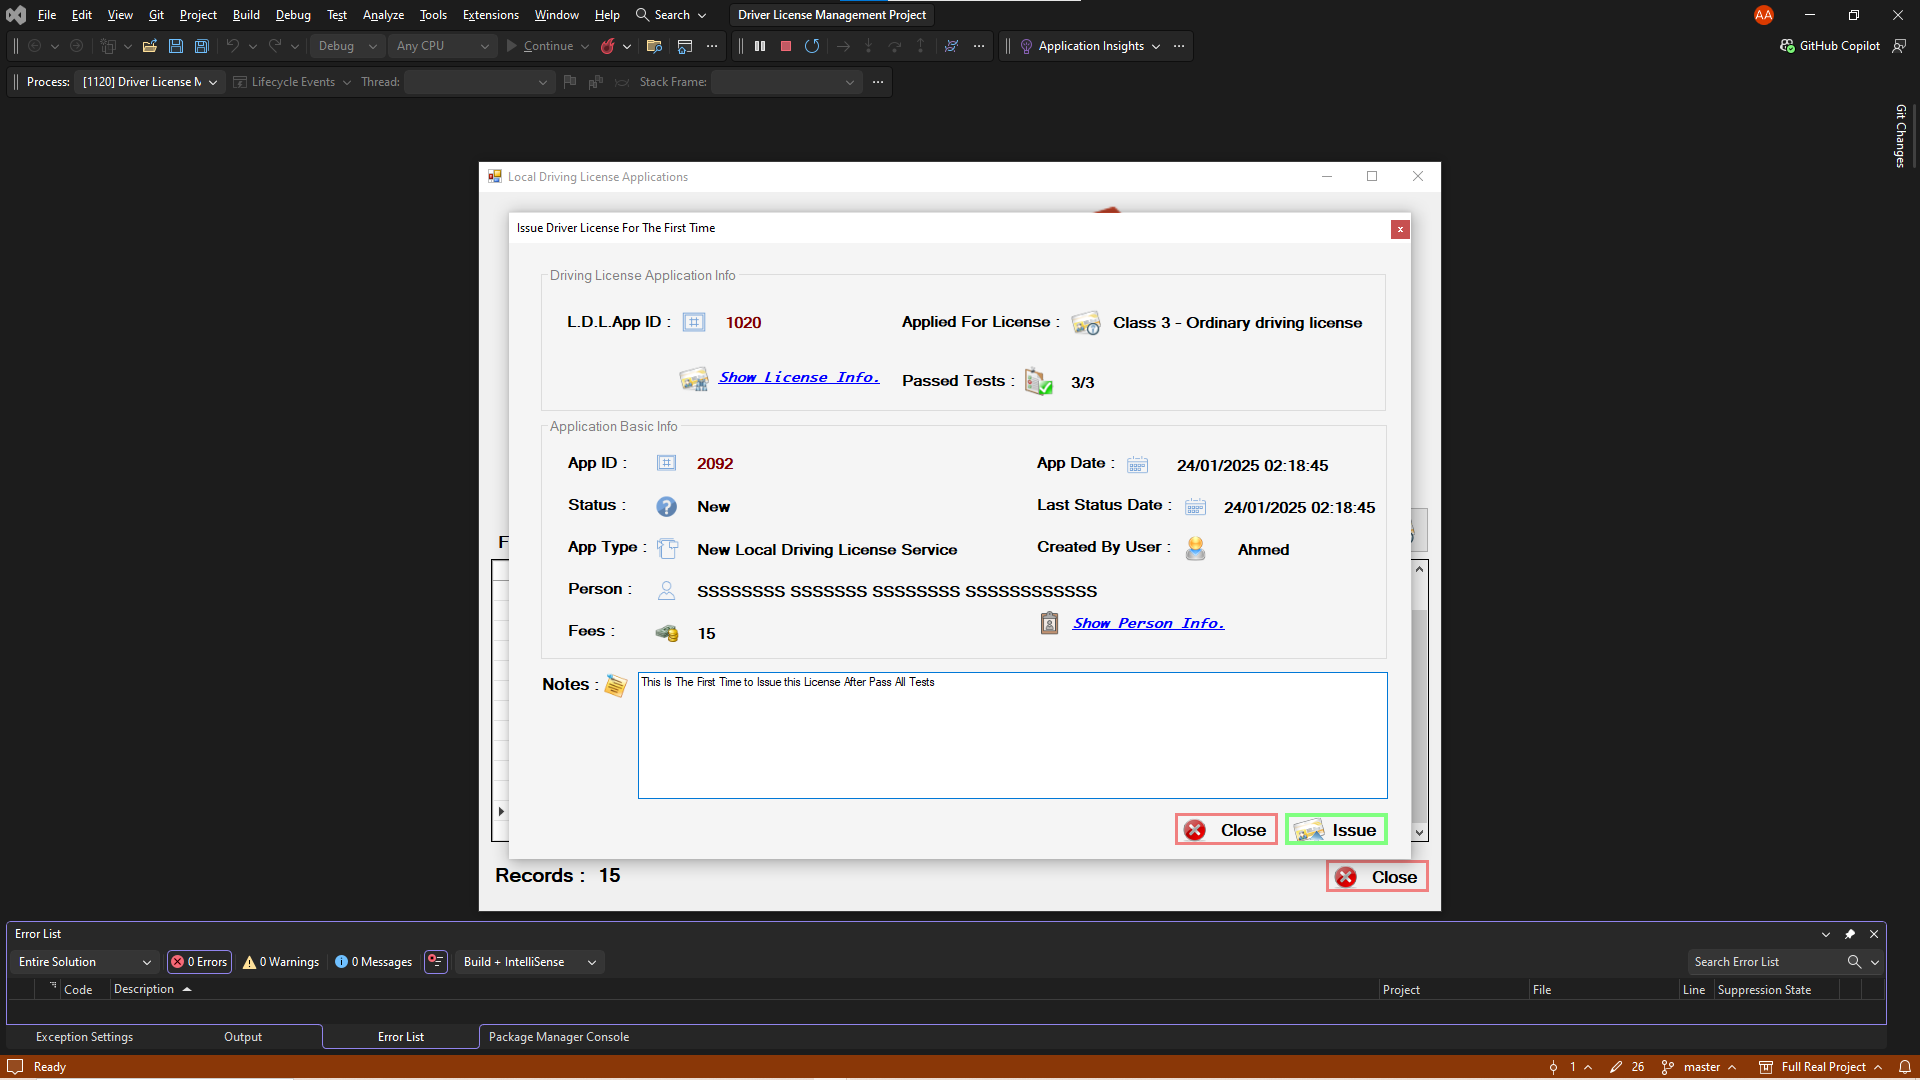 File Edit View Git Project Build Debug Test Analyze Tools Extensions Window Help Search Driver License Management Project AA
Debug Any CPU Continue Application Insights GitHub Copilot
Process: [1120] Driver License M Lifecycle Events Thread: Stack Frame:
Git Changes
Local Driving License Applications
Issue Driver License For The First Time
Driving License Application Info
L.D.L.App ID : 1020 Applied For License : Class 3 - Ordinary driving license
Show License Info. Passed Tests : 3/3
Application Basic Info
App ID : 2092 App Date : 24/01/2025 02:18:45
Status : New Last Status Date : 24/01/2025 02:18:45
F
App Type : New Local Driving License Service Created By User : Ahmed
Person : SSSSSSSS SSSSSSS SSSSSSSS SSSSSSSSSSSS
Show Person Info.
Fees : 15
Notes : This Is The First Time to Issue this License After Pass All Tests
Close Issue
Records : 15 Close
Error List
Entire Solution 0 Errors 0 Warnings 0 Messages Build + IntelliSense Search Error List
Code Description Project File Line Suppression State
Exception Settings Output Error List Package Manager Console
Ready 1 26 master Full Real Project